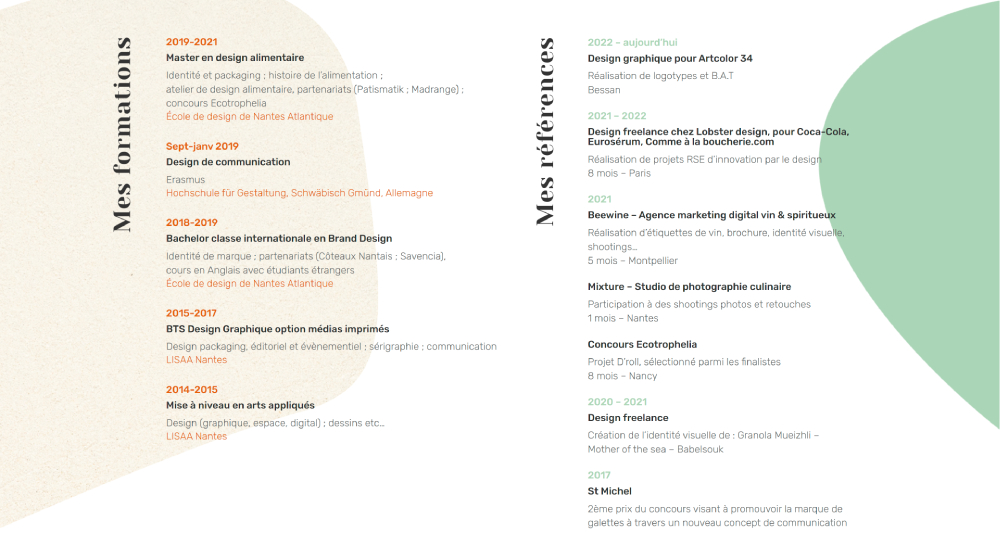 Mes formations
2019-2021
Master en design alimentaire
Identité et packaging ; histoire de l'alimentation ;
atelier de design alimentaire, partenariats (Patismatik ; Madrange) ;
concours Ecotrophelia
École de design de Nantes Atlantique
Sept-janv 2019
Design de communication
Erasmus
Hochschule für Gestaltung, Schwäbisch Gmünd, Allemagne
2018-2019
Bachelor classe internationale en Brand Design
Identité de marque ; partenariats (Côteaux Nantais ; Savencia),
cours en Anglais avec étudiants étrangers
École de design de Nantes Atlantique
2015-2017
BTS Design Graphique option médias imprimés
Design packaging, éditoriel et évènementiel ; sérigraphie ; communication
LISAA Nantes
2014-2015
Mise à niveau en arts appliqués
Design (graphique, espace, digital) ; dessins etc...
LISAA Nantes
Mes références
2022 – aujourd'hui
Design graphique pour Artcolor 34
Réalisation de logotypes et B.A.T
Bessan
2021 – 2022
Design freelance chez Lobster design, pour Coca-Cola,
Eurosérum, Comme à la boucherie.com
Réalisation de projets RSE d'innovation par le design
8 mois – Paris
2021
Beewine – Agence marketing digital vin & spiritueux
Réalisation d'étiquettes de vin, brochure, identité visuelle,
shootings...
5 mois – Montpellier
Mixture – Studio de photographie culinaire
Participation à des shootings photos et retouches
1 mois – Nantes
Concours Ecotrophelia
Projet D'roll, sélectionné parmi les finalistes
8 mois – Nancy
2020 – 2021
Design freelance
Création de l'identité visuelle de : Granola Mueizhli –
Mother of the sea – Babelsouk
2017
St Michel
2ème prix du concours visant à promouvoir la marque de
galettes à travers un nouveau concept de communication